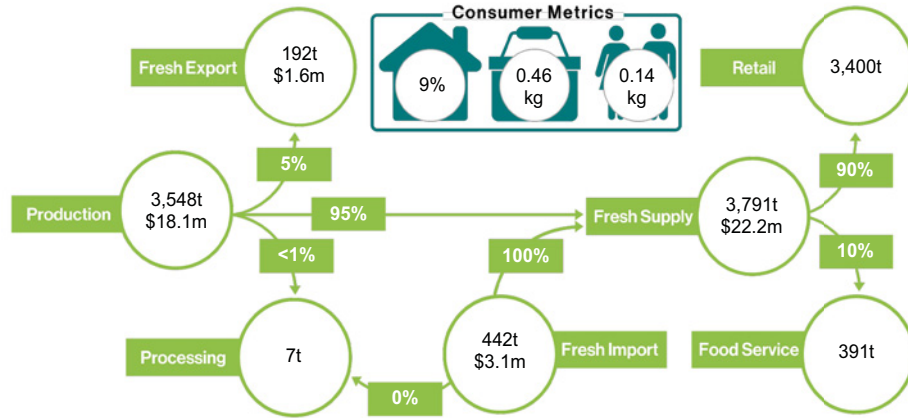 Consumer Metrics
Fresh Export
192t
$1.6m
9%
0.46
kg
0.14
kg
Retail
3,400t
5%
90%
Production
3,548t
$18.1m
95%
Fresh Supply
3,791t
$22.2m
<1%
100%
10%
Processing
7t
442t
$3.1m
Fresh Import
Food Service
391t
0%